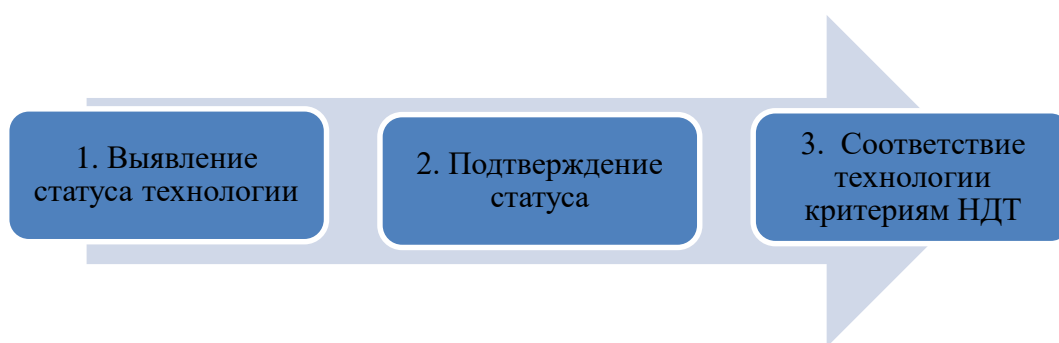 1. Выявление
статуса технологии
2. Подтверждение
статуса
3. Соответствие
технологии
критериям НДТ